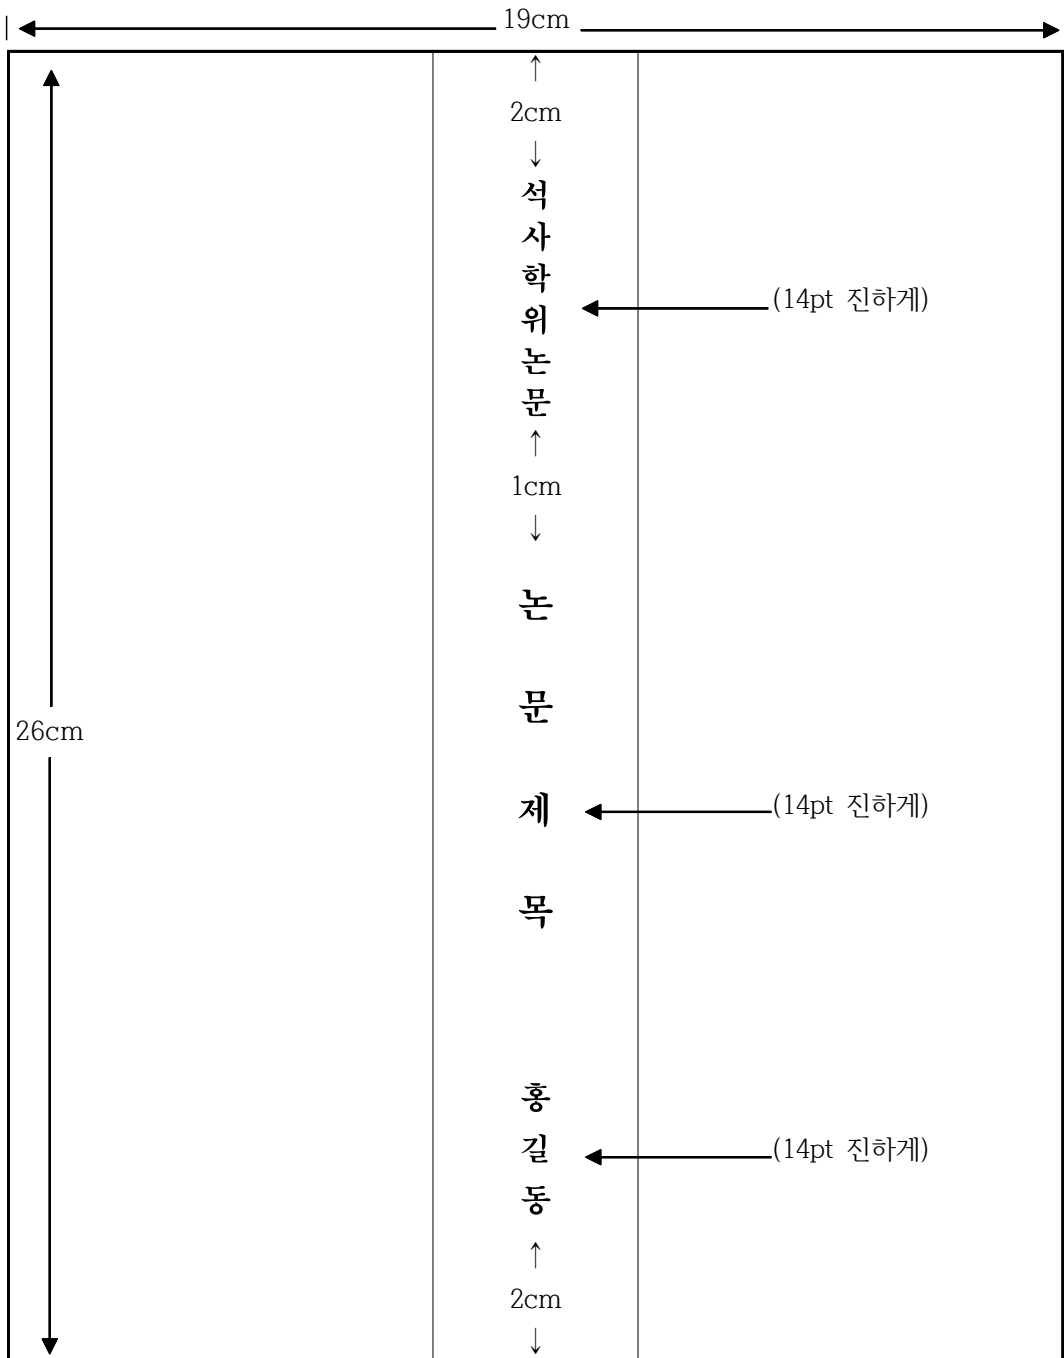 19cm
↑
2cm
↓
석
사
학
위
논
문
(14pt 진하게)
↑
1cm
↓
논
문
제
목
(14pt 진하게)
26cm
홍
길
동
(14pt 진하게)
↑
2cm
↓